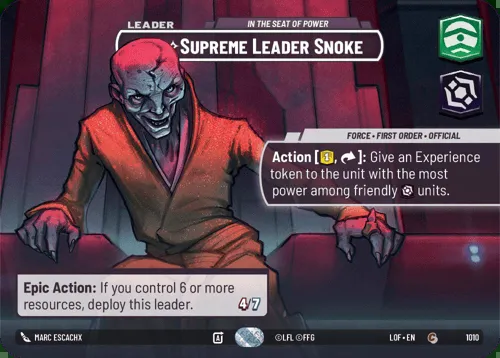 LEADER
IN THE SEAT OF POWER
SUPREME LEADER SNOKE
FORCE • FIRST ORDER • OFFICIAL
Action [1, ]: Give an Experience
token to the unit with the most
power among friendly units.
Epic Action: If you control 6 or more
resources, deploy this leader.
4/7
MARC ESCACHX
©LFL ©FFG
LOF • EN
C
1010